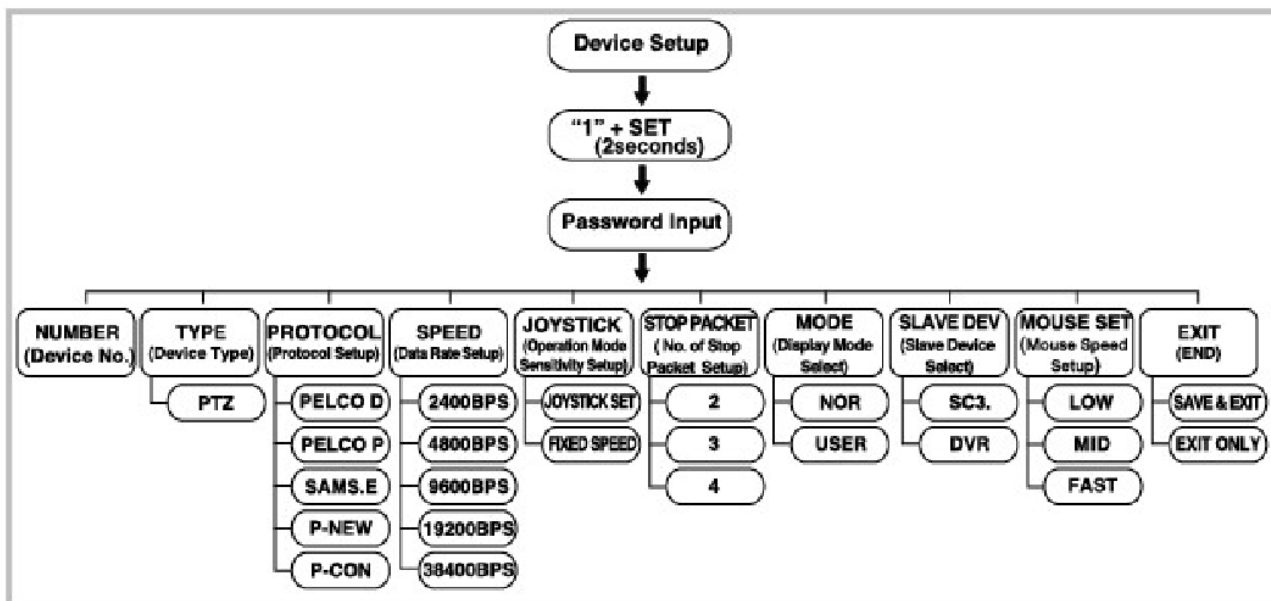 Device Setup
“1” + SET
(2seconds)
Password Input
NUMBER
(Device No.)
TYPE
(Device Type)
PTZ
PROTOCOL
(Protocol Setup)
PELCO D
PELCO P
SAMS.E
P-NEW
P-CON
SPEED
(Data Rate Setup)
2400BPS
4800BPS
9600BPS
19200BPS
38400BPS
JOYSTICK
(Operation Mode
Sensitivity Setup)
JOYSTICK SET
FIXED SPEED
STOP PACKET
( No. of Stop
Packet Setup)
2
3
4
MODE
(Display Mode
Select)
NOR
USER
SLAVE DEV
(Slave Device
Select)
SC3.
DVR
MOUSE SET
(Mouse Speed
Setup)
LOW
MID
FAST
EXIT
(END)
SAVE & EXIT
EXIT ONLY